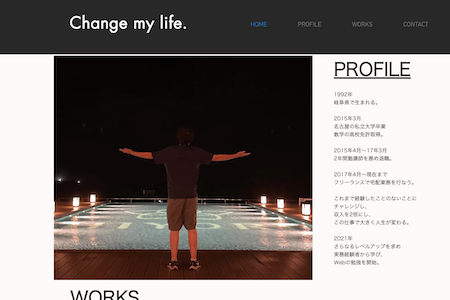 Change my life.
HOME
PROFILE
WORKS
CONTACT
PROFILE
1992年
岐阜県で生まれる。
2015年3月
名古屋の私立大学卒業
数学の高校免許取得。
2015年4月〜17年3月
2年間塾講師を務め退職。
2017年4月〜現在まで
フリーランスで宅配業務を行なう。
これまで経験したことのないことに
チャレンジし、
収入を2倍にし、
この仕事で大きく人生が変わる。
2021年
さらなるレベルアップを求め
実務経験者から学び、
Webの勉強を開始。
WORKS